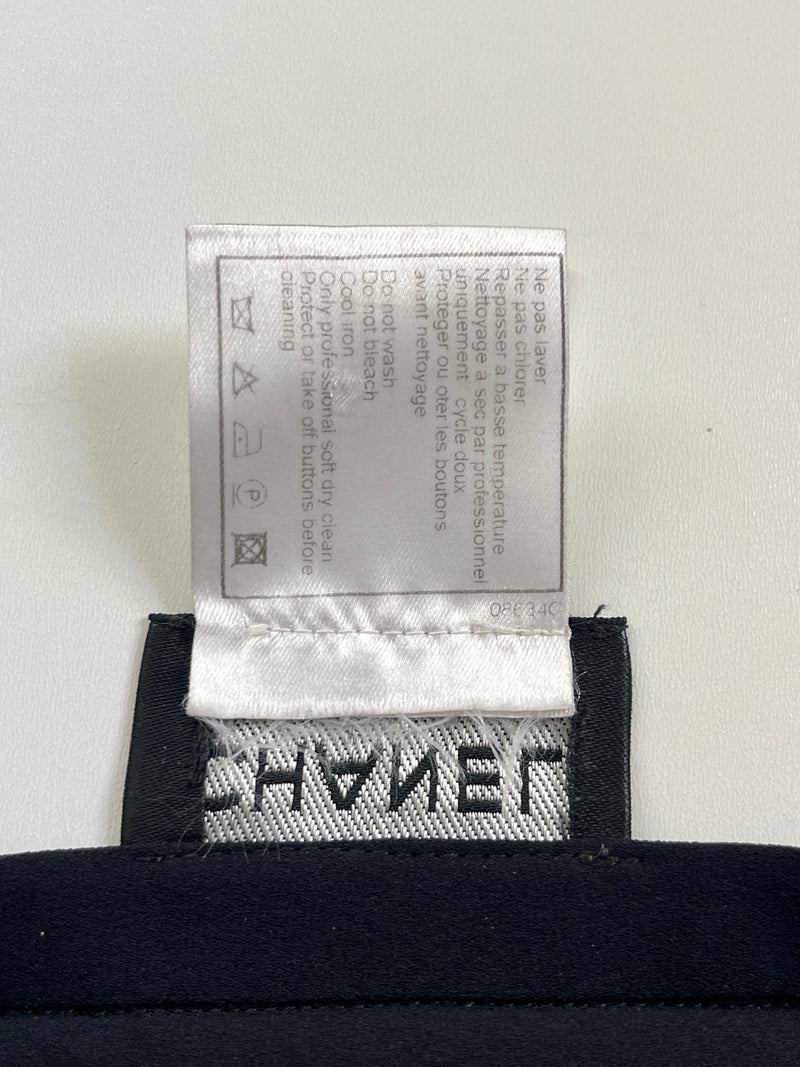 Ne pas laver
Ne pas chlorer
Repasser a basse temperature
Nettoyage a sec par professionnel
uniquement cycle doux
Proteger ou oter les boutons
avant nettoyage
Do not wash
Do not bleach
Cool iron
Only professional soft dry clean
Protect or take off buttons before
cleaning
P
CHANEL